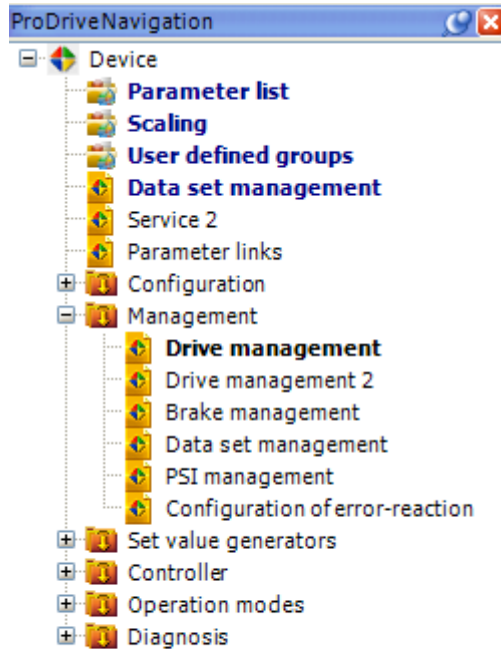 ProDriveNavigation
Device
Parameter list
Scaling
User defined groups
Data set management
Service 2
Parameter links
Configuration
Management
Drive management
Drive management 2
Brake management
Data set management
PSI management
Configuration of error-reaction
Set value generators
Controller
Operation modes
Diagnosis